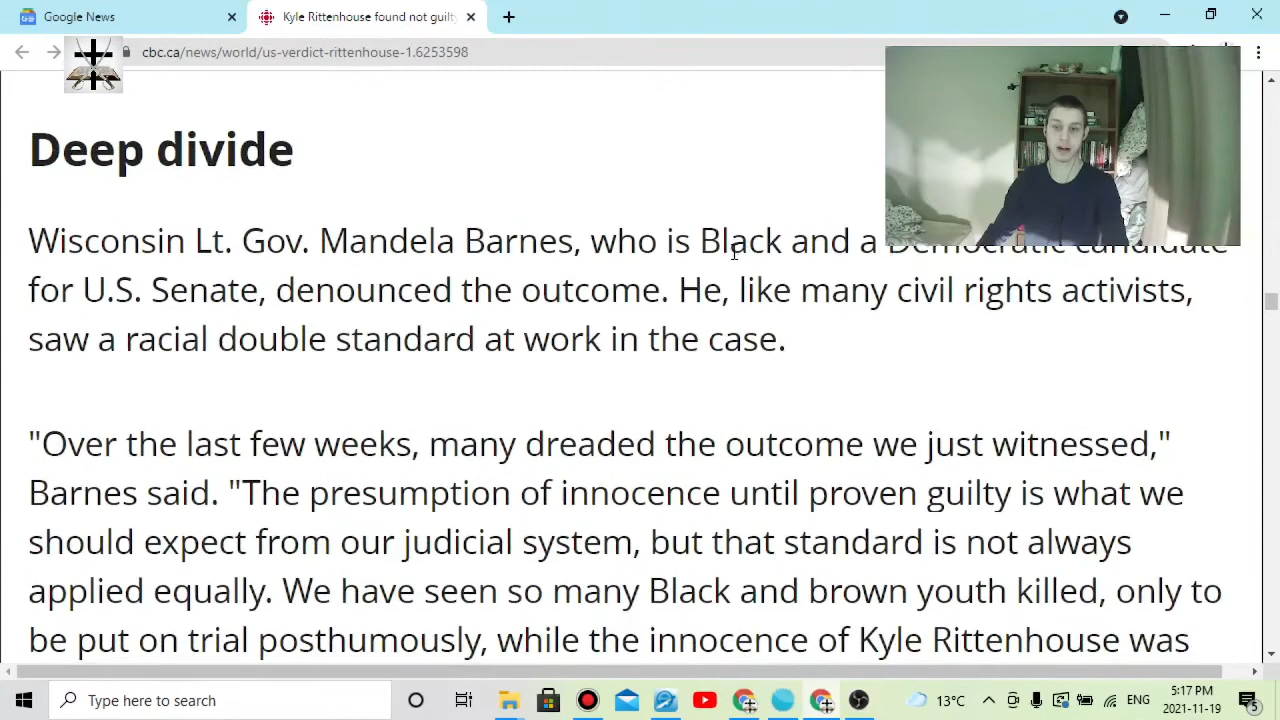 Google News
Kyle Rittenhouse found not guilty
cbc.ca/news/world/us-verdict-rittenhouse-1.6253598
Deep divide
Wisconsin Lt. Gov. Mandela Barnes, who is Black and a Democratic candidate
for U.S. Senate, denounced the outcome. He, like many civil rights activists,
saw a racial double standard at work in the case.
"Over the last few weeks, many dreaded the outcome we just witnessed,"
Barnes said. "The presumption of innocence until proven guilty is what we
should expect from our judicial system, but that standard is not always
applied equally. We have seen so many Black and brown youth killed, only to
be put on trial posthumously, while the innocence of Kyle Rittenhouse was
Type here to search
13°C
ENG
5:17 PM
2021-11-19
5